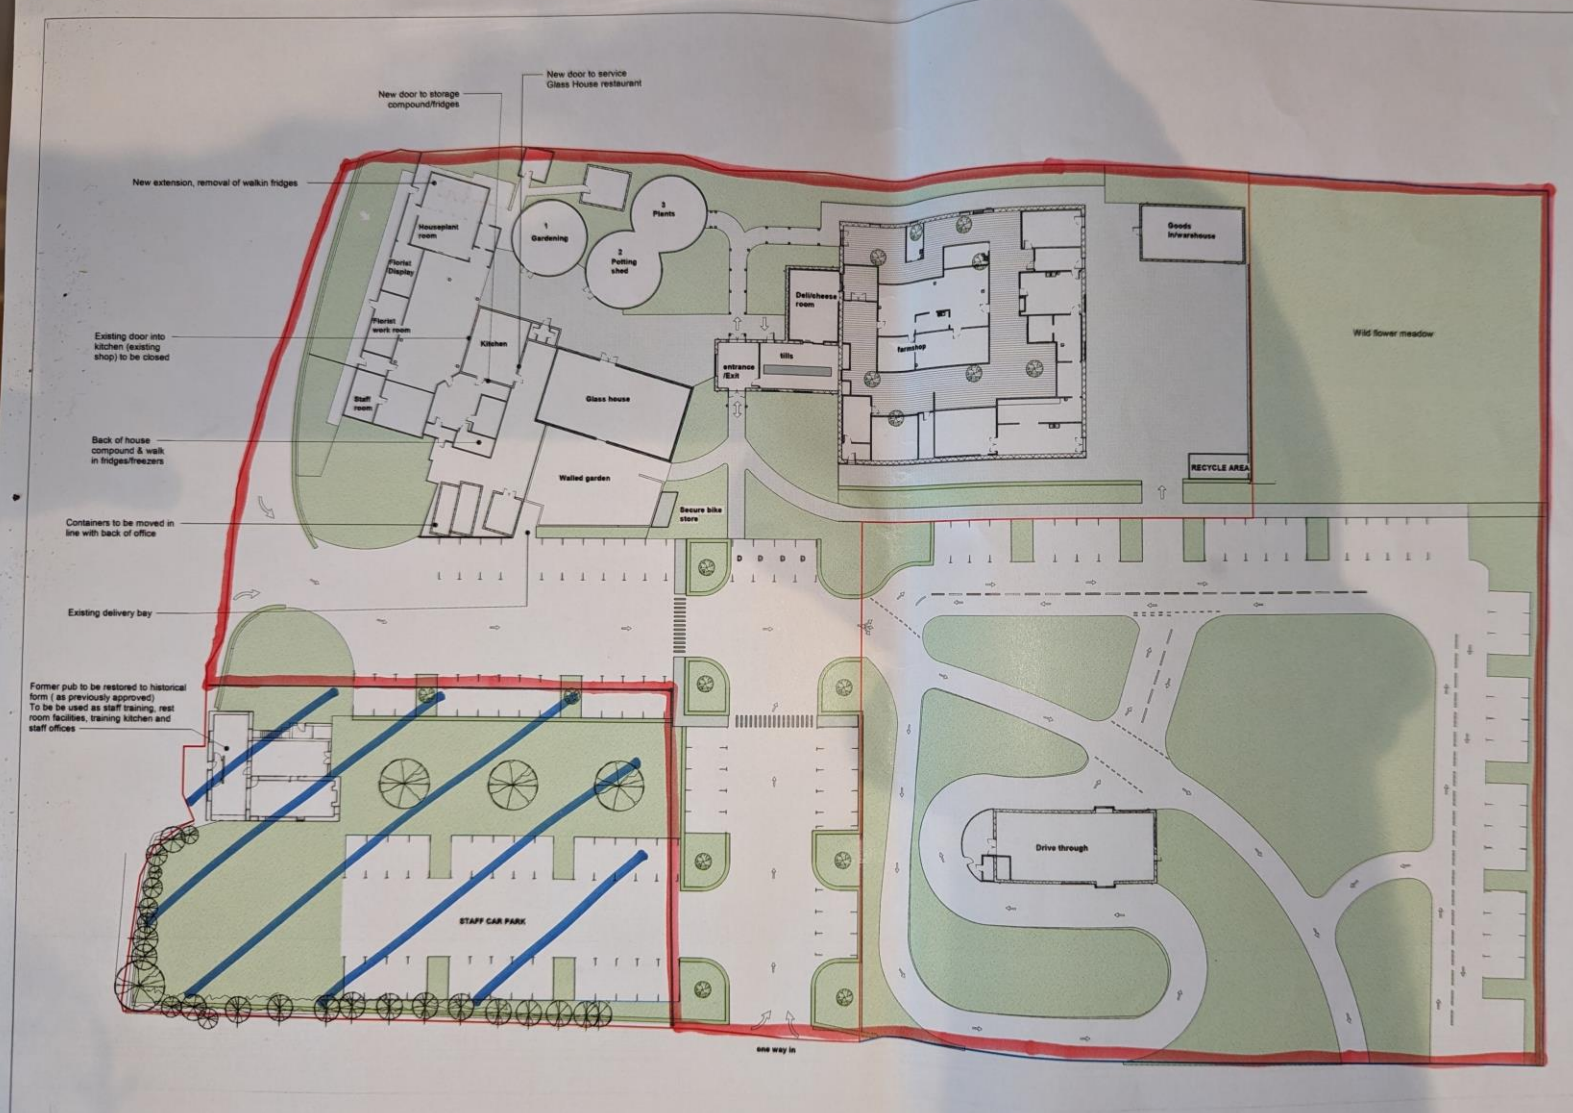 New door to service
Glass House restaurant
New door to storage
compound/fridges
New extension, removal of walkin fridges
Houseplant
room
Florist
Display
Florist
work room
Existing door into
kitchen (existing
shop) to be closed
Kitchen
Staff
room
Back of house
compound & walk
in fridges/freezers
Containers to be moved in
line with back of office
Existing delivery bay
Former pub to be restored to historical
form ( as previously approved)
To be be used as staff training, rest
room facilities, training kitchen and
staff offices
1
Gardening
2
Potting
shed
3
Plants
Deli/cheese
room
entrance
/Exit
tills
farmshop
Goods
in/warehouse
Wild flower meadow
Glass house
Walled garden
Secure bike
store
RECYCLE AREA
D D D D
Drive through
STAFF CAR PARK
one way in